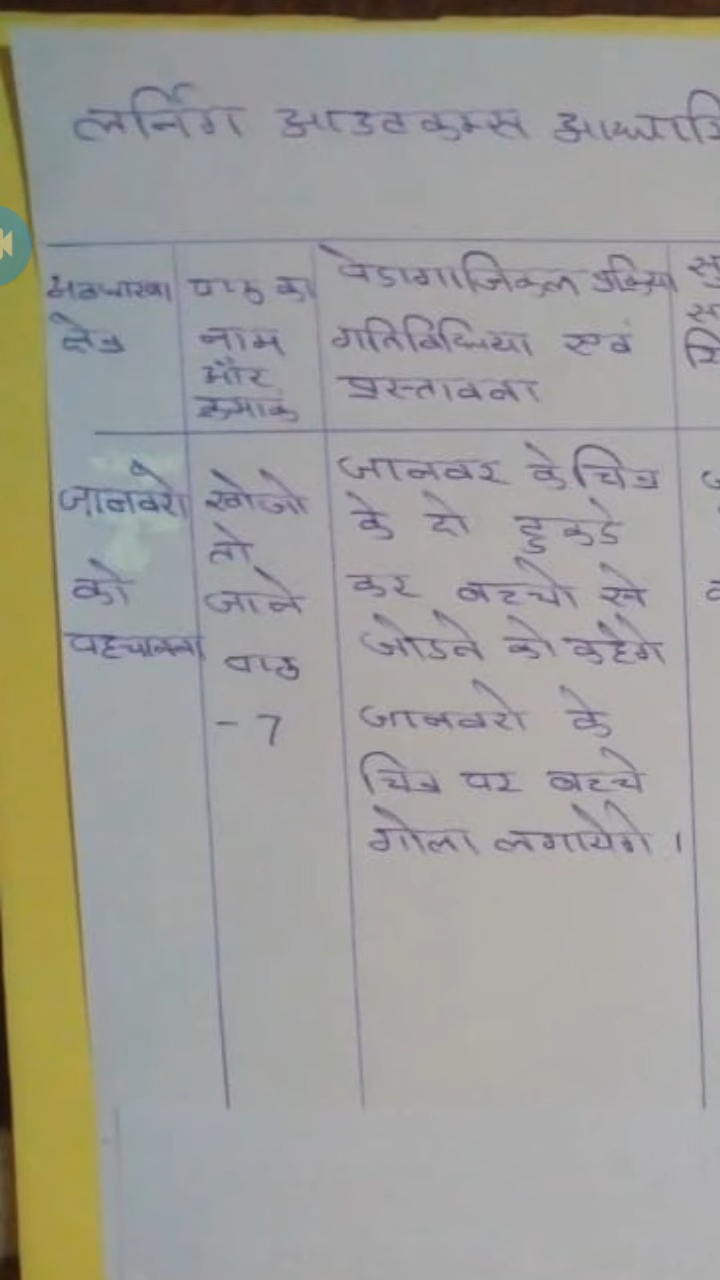 लर्निंग आउटकम्स आधारि
अवधारणा क्षेत्र
पाठ का
नाम
और
क्रमांक
पेडागाजिकल प्रक्रिया
गतिविधिया एवं
प्रस्तावना
जानवरो
को
पहचानना
खोजो
तो
जाने
पाठ
- 7
जानवर के चित्र
के दो टुकडे
कर बच्चो से
जोडने को कहेगे
जानवरो के
चित्र पर बच्चे
गोला लगायेगे ।